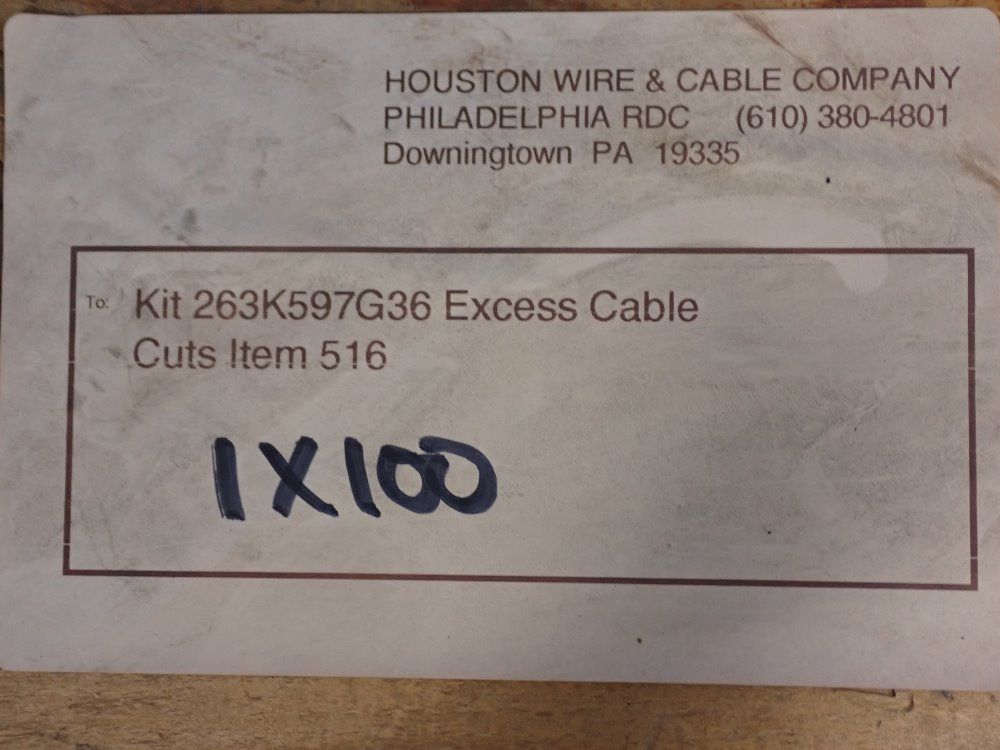 HOUSTON WIRE & CABLE COMPANY
PHILADELPHIA RDC (610) 380-4801
Downingtown PA 19335
To: Kit 263K597G36 Excess Cable
Cuts Item 516
1X100